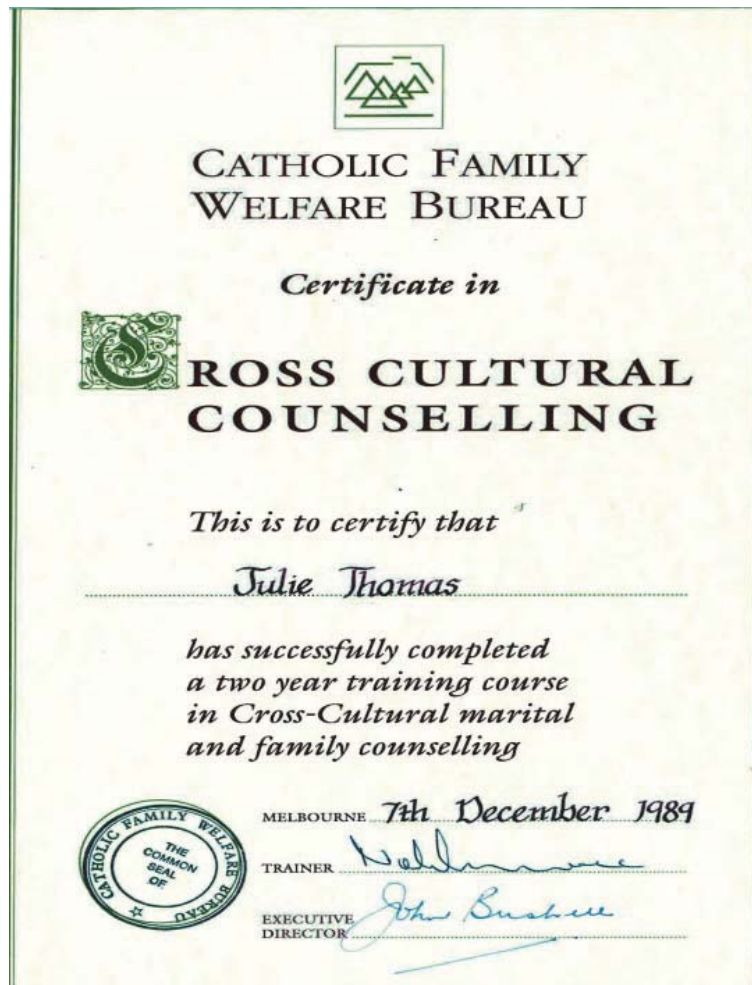 CATHOLIC FAMILY
WELFARE BUREAU
Certificate in
CROSS CULTURAL
COUNSELLING
This is to certify that
Julie Thomas
has successfully completed
a two year training course
in Cross-Cultural marital
and family counselling
MELBOURNE 7th December 1989
TRAINER
EXECUTIVE John
DIRECTOR
CATHOLIC FAMILY WELFARE BUREAU
THE
COMMON
SEAL
OF